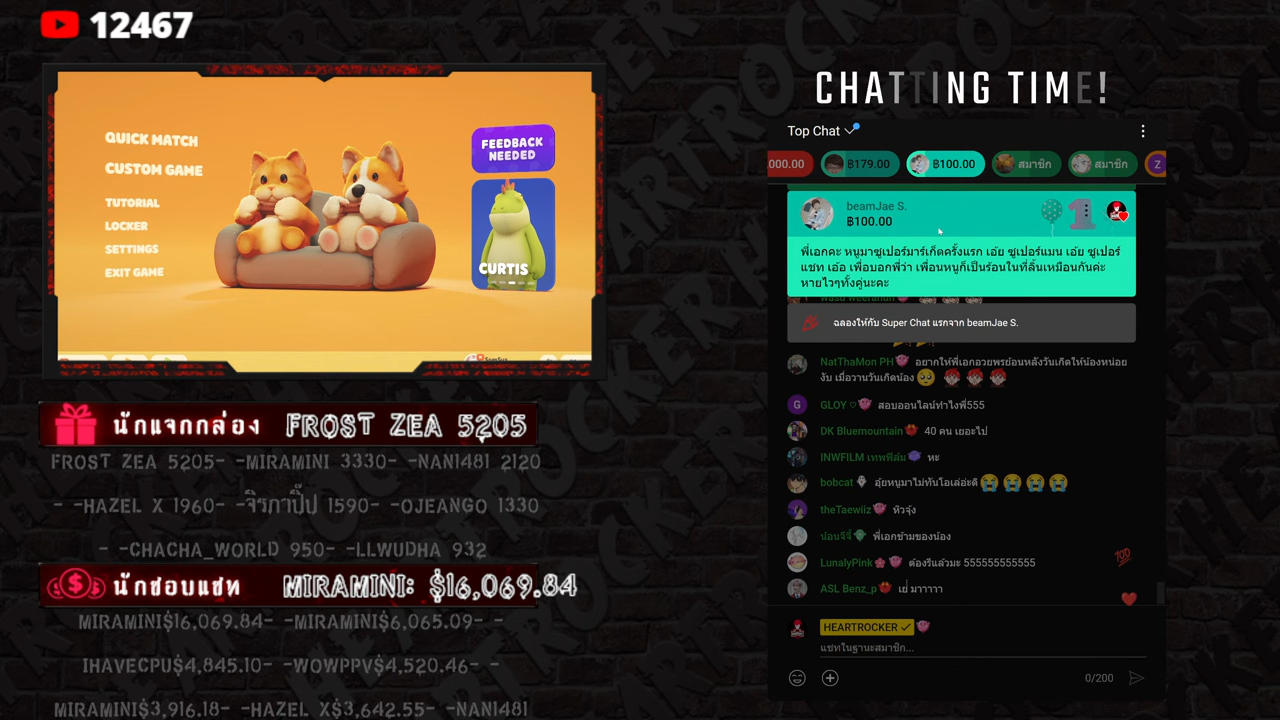 12467
QUICK MATCH
CUSTOM GAME
TUTORIAL
LOCKER
SETTINGS
EXIT GAME
FEEDBACK
NEEDED
CURTIS
นักแจกกล่อง FROST ZEA 5205
FROST ZEA 5205- -MIRAMINI 3330- -NAN1481 2120
- -HAZEL X 1960- -จิรภาปิ๊ป 1590- -OJEANGO 1330
- -CHACHA_WORLD 950- -LLWUDHA 932
นักชอบแชท MIRAMINI: $16,069.84
MIRAMINI$16,069.84- -MIRAMINI$6,065.09- -
IHAVECPU$4,845.10- -WOWPPV$4,520.46- -
MIRAMINI$3,916.18- -HAZEL X$3,642.55- -NAN1481
CHATTING TIME!
Top Chat
000.00 ฿179.00 ฿100.00 สมาชิก สมาชิก Z
beamJae S.
฿100.00
พี่เอกคะ หนูมาซูเปอร์มาร์เก็ตครั้งแรก เอ้ย ซูเปอร์แมน เอ้ย ซูเปอร์
แชท เอ้อ เพื่อบอกพี่ว่า เพื่อนหนูก็เป็นร้อนในที่ลิ้นเหมือนกันค่ะ
หายไวๆทั้งคู่นะคะ
ฉลองให้กับ Super Chat แรกจาก beamJae S.
NatThaMon PH อยากให้พี่เอกอวยพรย้อนหลังวันเกิดให้น้องหน่อย
งับ เมื่อวานวันเกิดน้อง
G GLOY ♡ สอบออนไลน์ทำไงพี่555
DK Bluemountain 40 คน เยอะไป
INWFILM เทพฟิล์ม หะ
bobcat อุ้ยหนูมาไม่ทันโอเล่อ่ะดิ
theTaewiiz หิวจุ้ง
น่อนจีจี้ พี่เอกช้ามของน้อง
LunalyPink ต้องรีแล้วมะ 555555555555
ASL Benz_p เย่ มาาาาา
100
HEARTROCKER
แชทในฐานะสมาชิก...
0/200